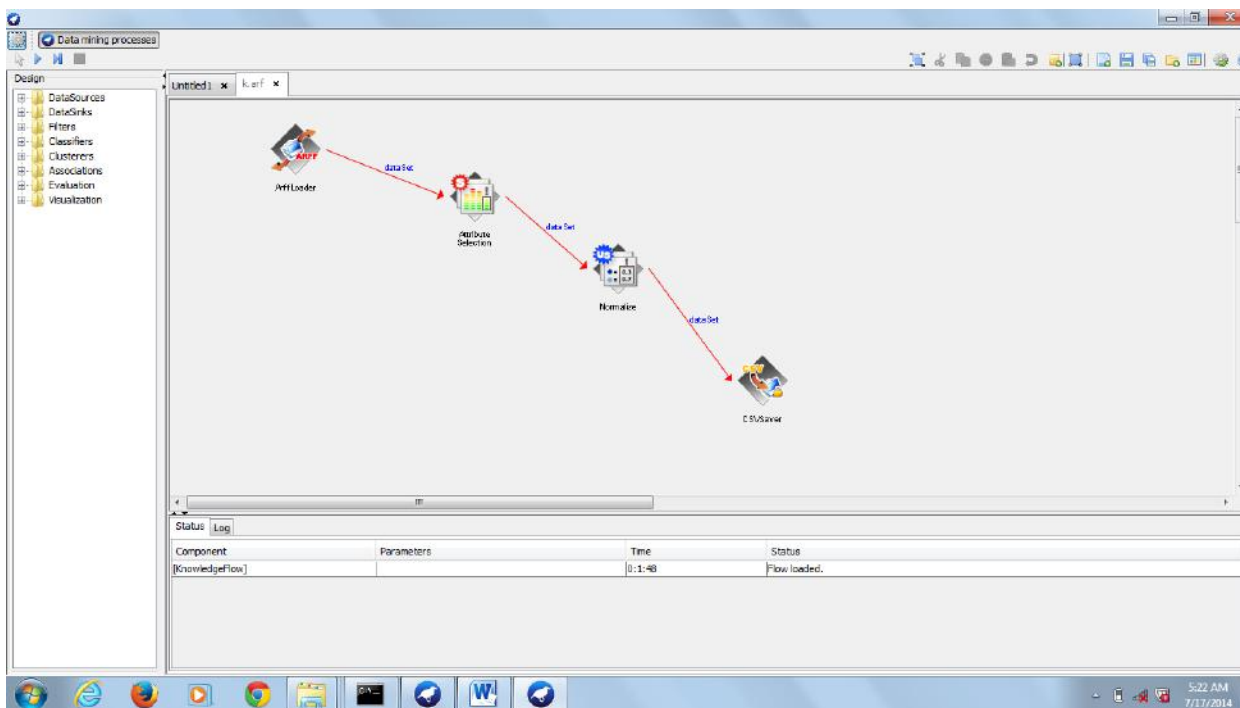 Data mining processes
Design
DataSources
DataSinks
Filters
Classifiers
Clusterers
Associations
Evaluation
Visualization
Untitled1
ARFF
ArffLoader
dataSet
Attribute
Selection
dataSet
Normalize
dataSet
CSV
CSVSaver
Status
Log
Component
Parameters
Time
Status
[KnowledgeFlow]
0:1:48
Flow loaded.
5:22 AM
7/17/2014